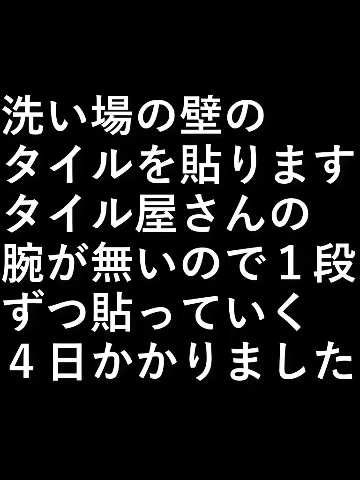 洗い場の壁の
タイルを貼ります
タイル屋さんの
腕が無いので１段
ずつ貼っていく
４日かかりました